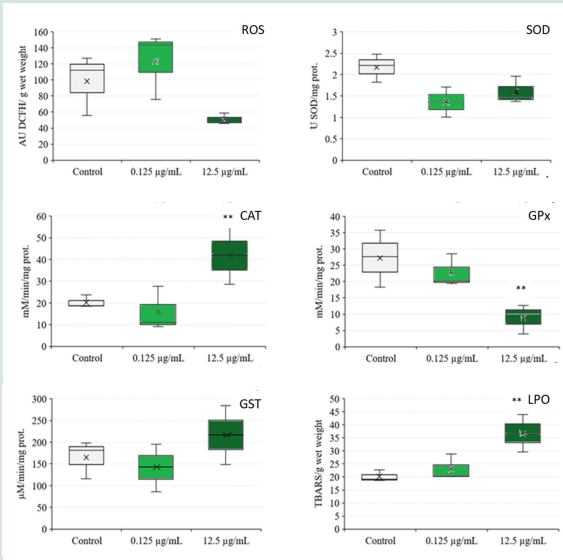 ROS
AU DCFH/ g wet weight
160
140
120
100
80
60
40
20
0
Control 0.125 µg/mL 12.5 µg/mL
SOD
U SOD/mg prot.
3
2.5
2
1.5
1
0.5
0
Control 0.125 µg/mL 12.5 µg/mL
CAT
**
mM/min/mg prot.
60
50
40
30
20
10
0
Control 0.125 µg/mL 12.5 µg/mL
GPx
**
mM/min/mg prot.
40
35
30
25
20
15
10
5
0
Control 0.125 µg/mL 12.5 µg/mL
GST
µM/min/mg prot.
300
250
200
150
100
50
0
Control 0.125 µg/mL 12.5 µg/mL
** LPO
TBARS/g wet weight
50
45
40
35
30
25
20
15
10
5
0
Control 0.125 µg/mL 12.5 µg/mL